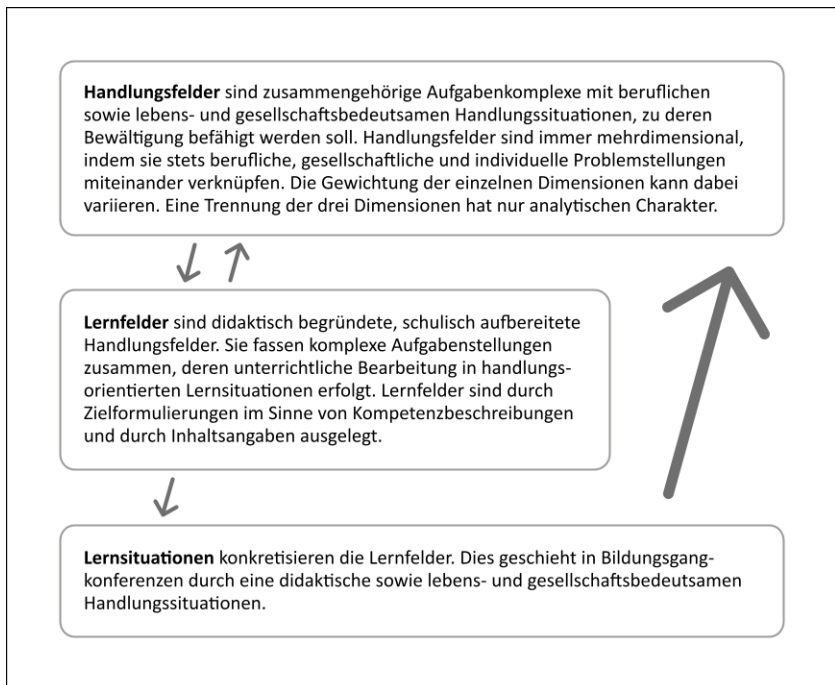 Handlungsfelder sind zusammengehörige Aufgabenkomplexe mit beruflichen
sowie lebens- und gesellschaftsbedeutsamen Handlungssituationen, zu deren
Bewältigung befähigt werden soll. Handlungsfelder sind immer mehrdimensional,
indem sie stets berufliche, gesellschaftliche und individuelle Problemstellungen
miteinander verknüpfen. Die Gewichtung der einzelnen Dimensionen kann dabei
variieren. Eine Trennung der drei Dimensionen hat nur analytischen Charakter.
Lernfelder sind didaktisch begründete, schulisch aufbereitete
Handlungsfelder. Sie fassen komplexe Aufgabenstellungen
zusammen, deren unterrichtliche Bearbeitung in handlungs-
orientierten Lernsituationen erfolgt. Lernfelder sind durch
Zielformulierungen im Sinne von Kompetenzbeschreibungen
und durch Inhaltsangaben ausgelegt.
Lernsituationen konkretisieren die Lernfelder. Dies geschieht in Bildungsgang-
konferenzen durch eine didaktische sowie lebens- und gesellschaftsbedeutsamen
Handlungssituationen.